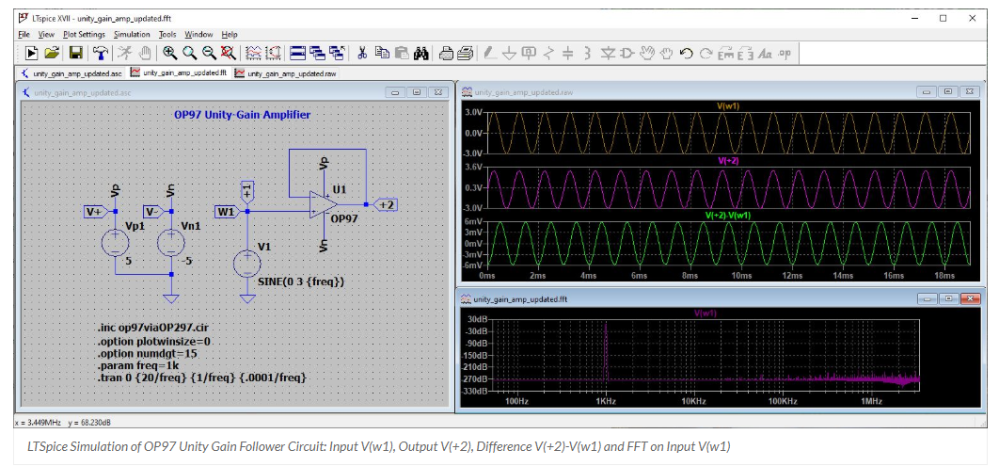 LTspice XVII - unity_gain_amp_updated.fft
File View Plot Settings Simulation Tools Window Help
unity_gain_amp_updated.asc unity_gain_amp_updated.fft unity_gain_amp_updated.raw
unity_gain_amp_updated.asc
OP97 Unity-Gain Amplifier
Vp
Vn
+1
Vp
V+
V-
W1
U1
+2
OP97
Vp1
Vn1
V1
Vn
5
-5
SINE(0 3 {freq})
.inc op97viaOP297.cir
.option plotwinsize=0
.option numdgt=15
.param freq=1k
.tran 0 {20/freq} {1/freq} {.0001/freq}
unity_gain_amp_updated.raw
V(w1)
3.0V
0.0V
-3.0V
V(+2)
3.6V
0.3V
-3.0V
V(+2)-V(w1)
6mV
3mV
0mV
-3mV
-6mV
0ms 2ms 4ms 6ms 8ms 10ms 12ms 14ms 16ms 18ms
unity_gain_amp_updated.fft
V(w1)
30dB
-30dB
-90dB
-150dB
-210dB
-270dB
-330dB
100Hz 1KHz 10KHz 100KHz 1MHz
x = 3.449MHz y = 68.230dB
LTSpice Simulation of OP97 Unity Gain Follower Circuit: Input V(w1), Output V(+2), Difference V(+2)-V(w1) and FFT on Input V(w1)